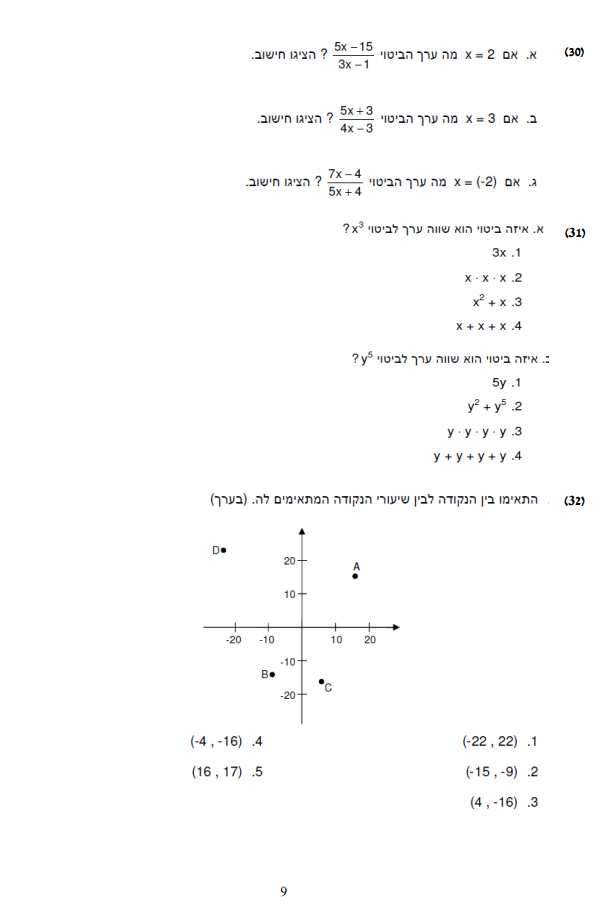 (30) א. אם x = 2 מה ערך הביטוי (5x – 15)/(3x – 1) ? הציגו חישוב.
ב. אם x = 3 מה ערך הביטוי (5x + 3)/(4x – 3) ? הציגו חישוב.
ג. אם x = (-2) מה ערך הביטוי (7x – 4)/(5x + 4) ? הציגו חישוב.
(31) א. איזה ביטוי הוא שווה ערך לביטוי x³ ?
1. 3x
2. x · x · x
3. x² + x
4. x + x + x
ב. איזה ביטוי הוא שווה ערך לביטוי y⁵ ?
1. 5y
2. y² + y⁵
3. y · y · y · y
4. y + y + y + y
(32) התאימו בין הנקודה לבין שיעורי הנקודה המתאימים לה. (בערך)
D
20
A
10
-20 -10 10 20
-10
B
C
-20
1. (-22 , 22) 4. (-4 , -16)
2. (-15 , -9) 5. (16 , 17)
3. (4 , -16)
9